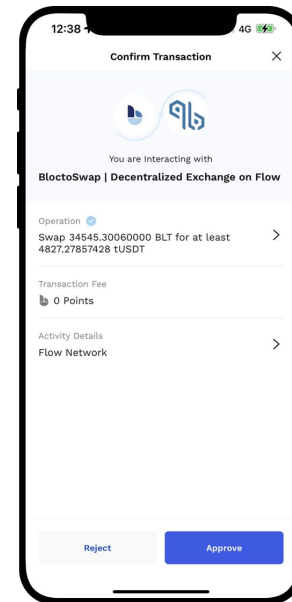 12:38
4G
Confirm Transaction
You are Interacting with
BloctoSwap | Decentralized Exchange on Flow
Operation
Swap 34545.30060000 BLT for at least
4827.27857428 tUSDT
Transaction Fee
0 Points
Activity Details
Flow Network
Reject
Approve